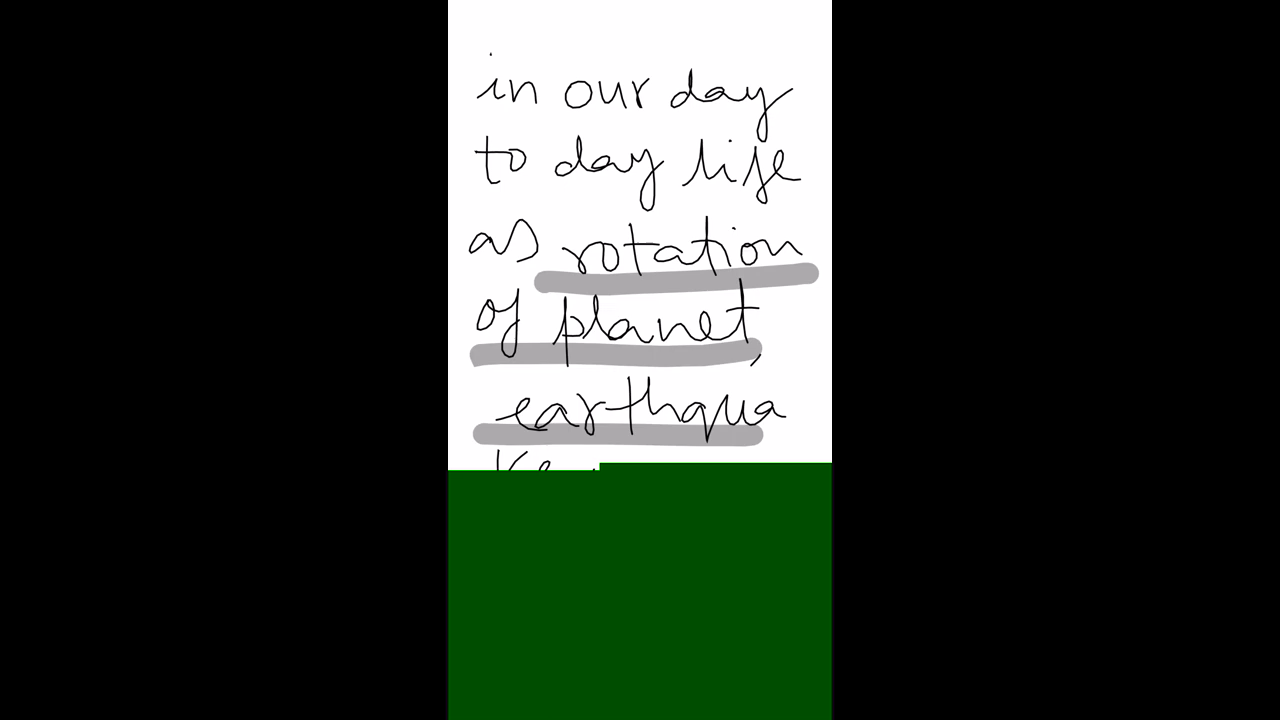 in our day
to day life
as rotation
of planet,
earthqua